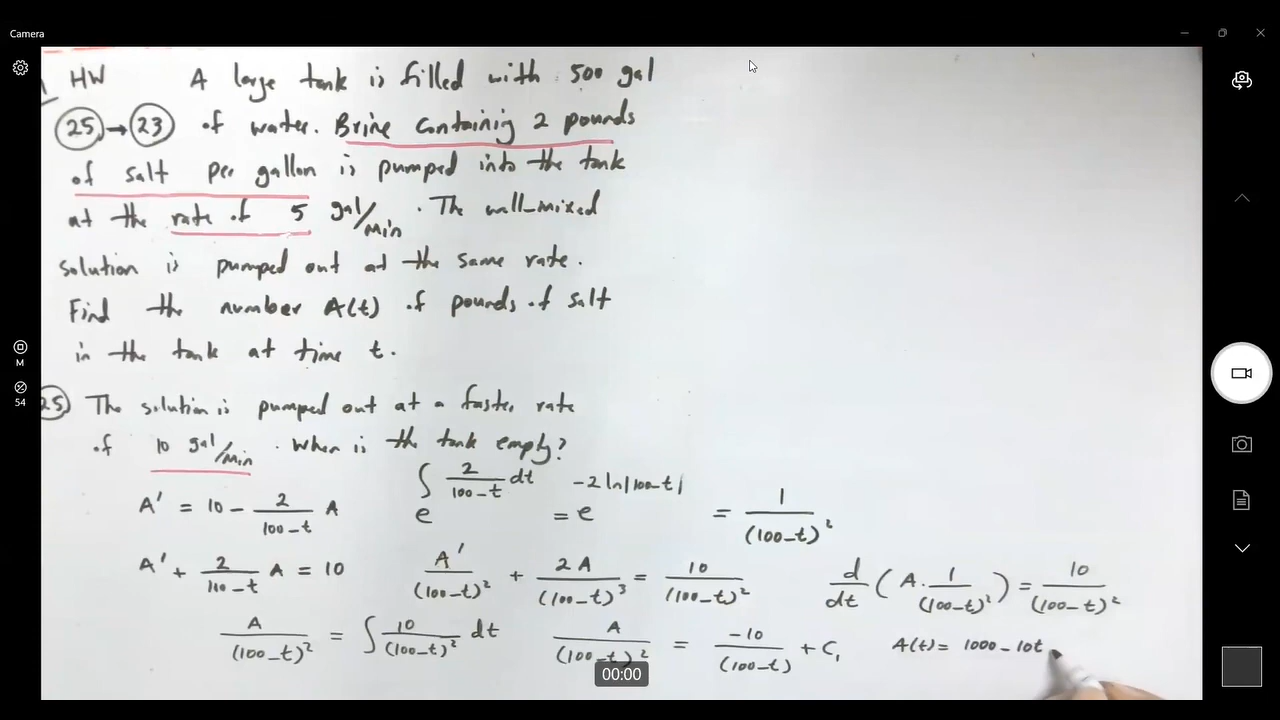 Camera
HW A large tank is filled with 500 gal
25 → 23 of water. Brine containing 2 pounds
of salt per gallon is pumped into the tank
at the rate of 5 gal/min. The well-mixed
solution is pumped out at the same rate.
Find the number A(t) of pounds of salt
in the tank at time t.
25) The solution is pumped out at a faster rate
of 10 gal/min. When is the tank empty?
A' = 10 - 2/(100-t) A e^(∫ 2/(100-t) dt) = e^(-2 ln|100-t|) = 1/(100-t)²
A' + 2/(100-t) A = 10 A'/(100-t)² + 2A/(100-t)³ = 10/(100-t)² d/dt (A · 1/(100-t)²) = 10/(100-t)²
A/(100-t)² = ∫ 10/(100-t)² dt A/(100-t)² = -10/(100-t) + C₁ A(t) = 1000 - 10t
00:00
M
54